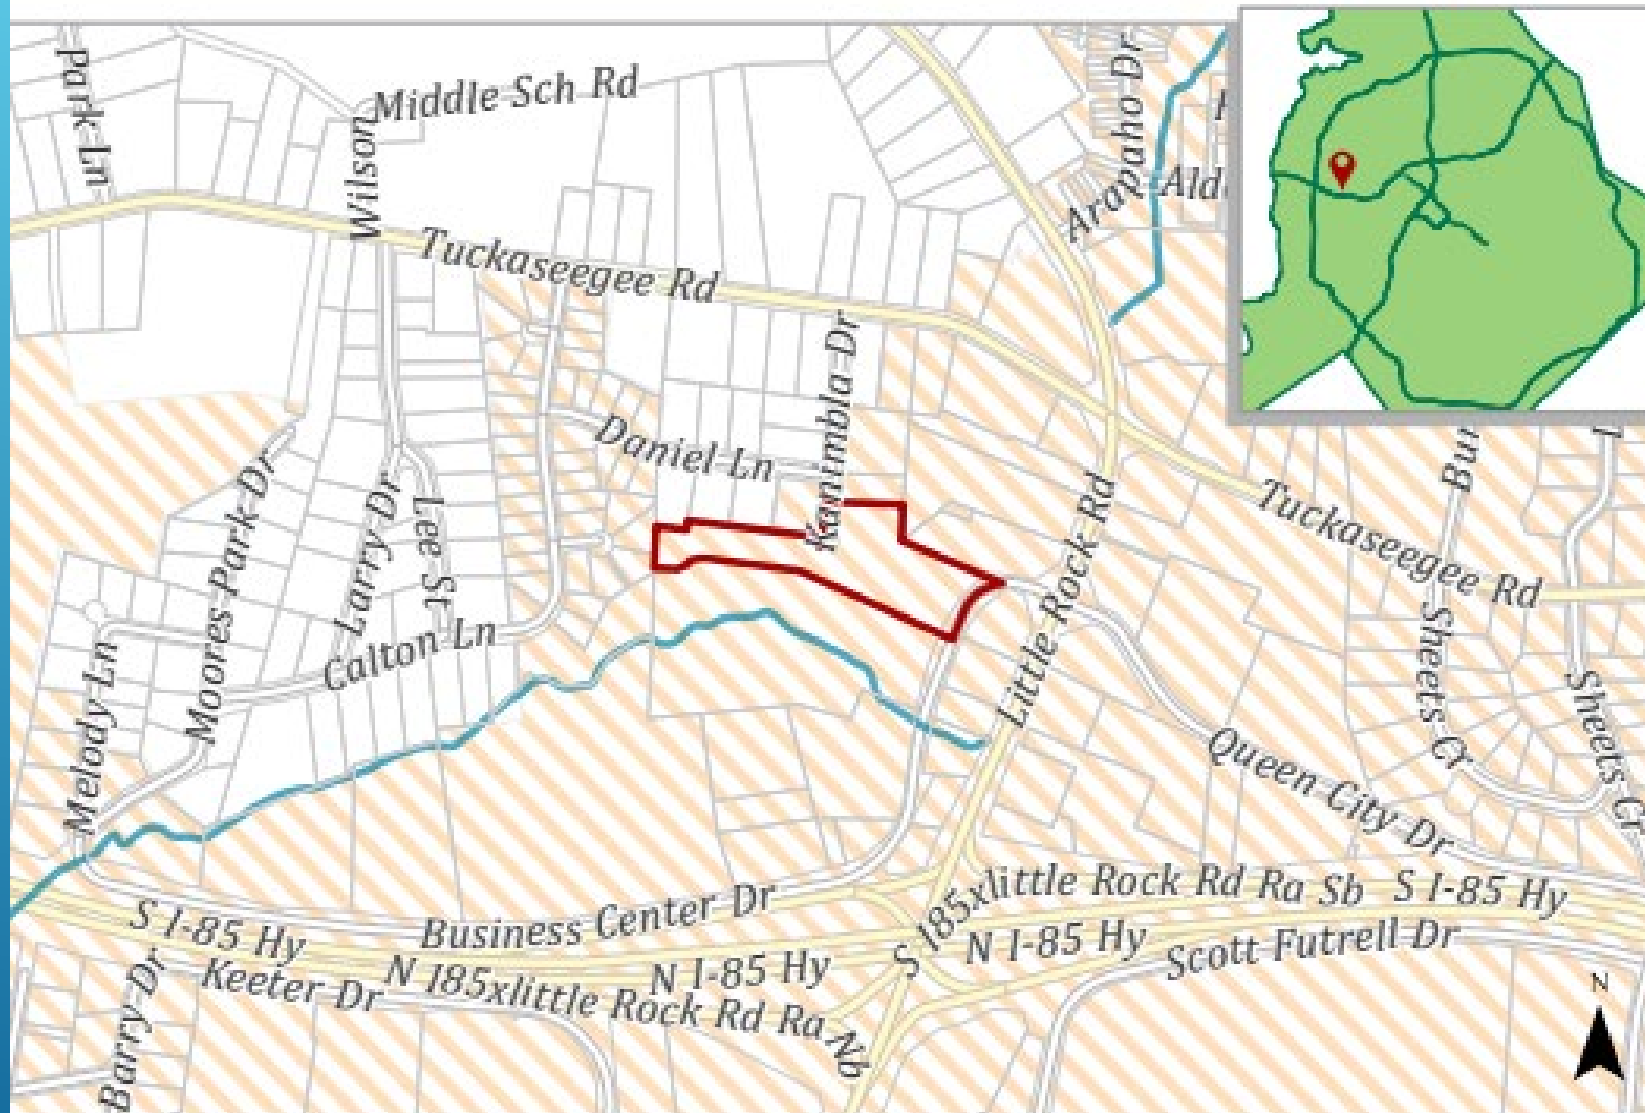 Park Ln
Middle Sch Rd
Wilson
Arapaho Dr
Tuckaseegee Rd
Kanimbla Dr
Daniel Ln
Moores Park Dr
Larry Dr
Lee St
Calton Ln
Melody Ln
Little Rock Rd
Tuckaseegee Rd
Sheets Cr
Sheets Cr
Queen City Dr
S I-85 Hy
Business Center Dr
S I85xlittle Rock Rd Ra Sb
S I-85 Hy
N I-85 Hy
N I-85 Hy
Scott Futrell Dr
Keeter Dr
N I85xlittle Rock Rd Ra Nb
Barry Dr
N